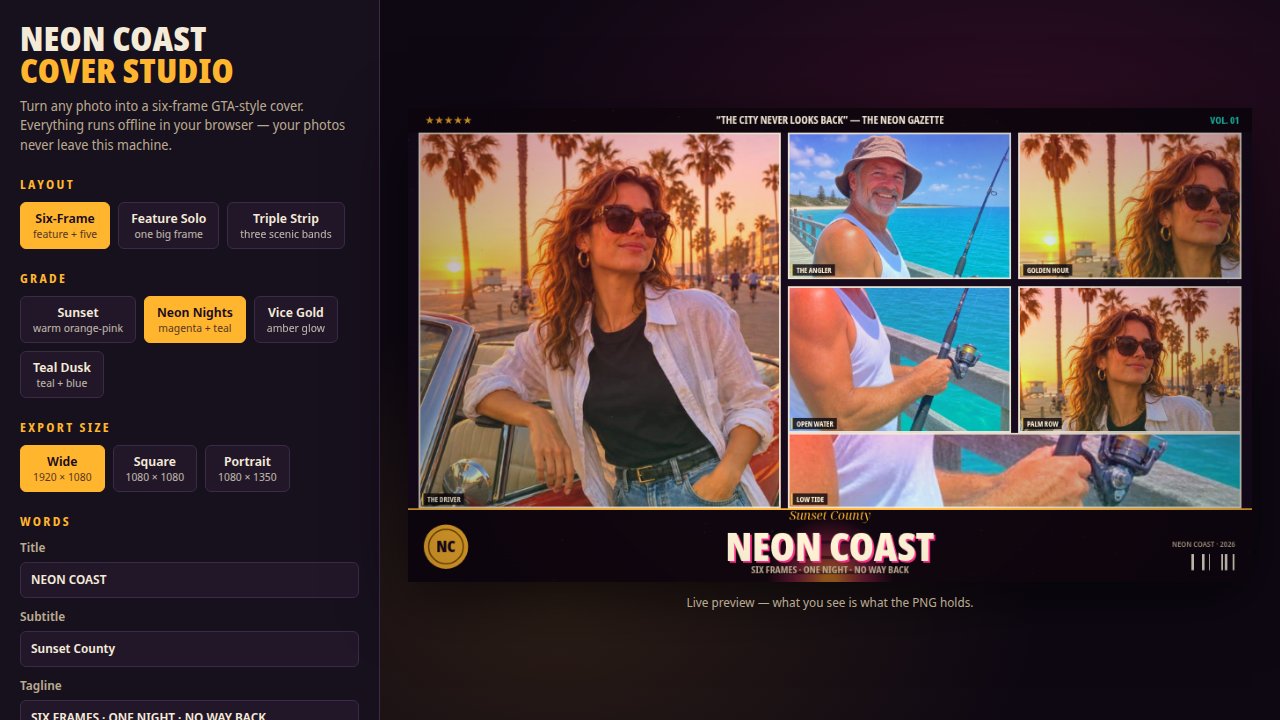 NEON COAST
COVER STUDIO
Turn any photo into a six-frame GTA-style cover.
Everything runs offline in your browser — your photos
never leave this machine.
LAYOUT
Six-Frame
feature + five
Feature Solo
one big frame
Triple Strip
three scenic bands
GRADE
Sunset
warm orange-pink
Neon Nights
magenta + teal
Vice Gold
amber glow
Teal Dusk
teal + blue
EXPORT SIZE
Wide
1920 × 1080
Square
1080 × 1080
Portrait
1080 × 1350
WORDS
Title
NEON COAST
Subtitle
Sunset County
Tagline
SIX FRAMES · ONE NIGHT · NO WAY BACK
★★★★★
“THE CITY NEVER LOOKS BACK” — THE NEON GAZETTE
VOL. 01
THE DRIVER
THE ANGLER
GOLDEN HOUR
OPEN WATER
PALM ROW
LOW TIDE
NC
Sunset County
NEON COAST
SIX FRAMES · ONE NIGHT · NO WAY BACK
NEON COAST · 2026
Live preview — what you see is what the PNG holds.